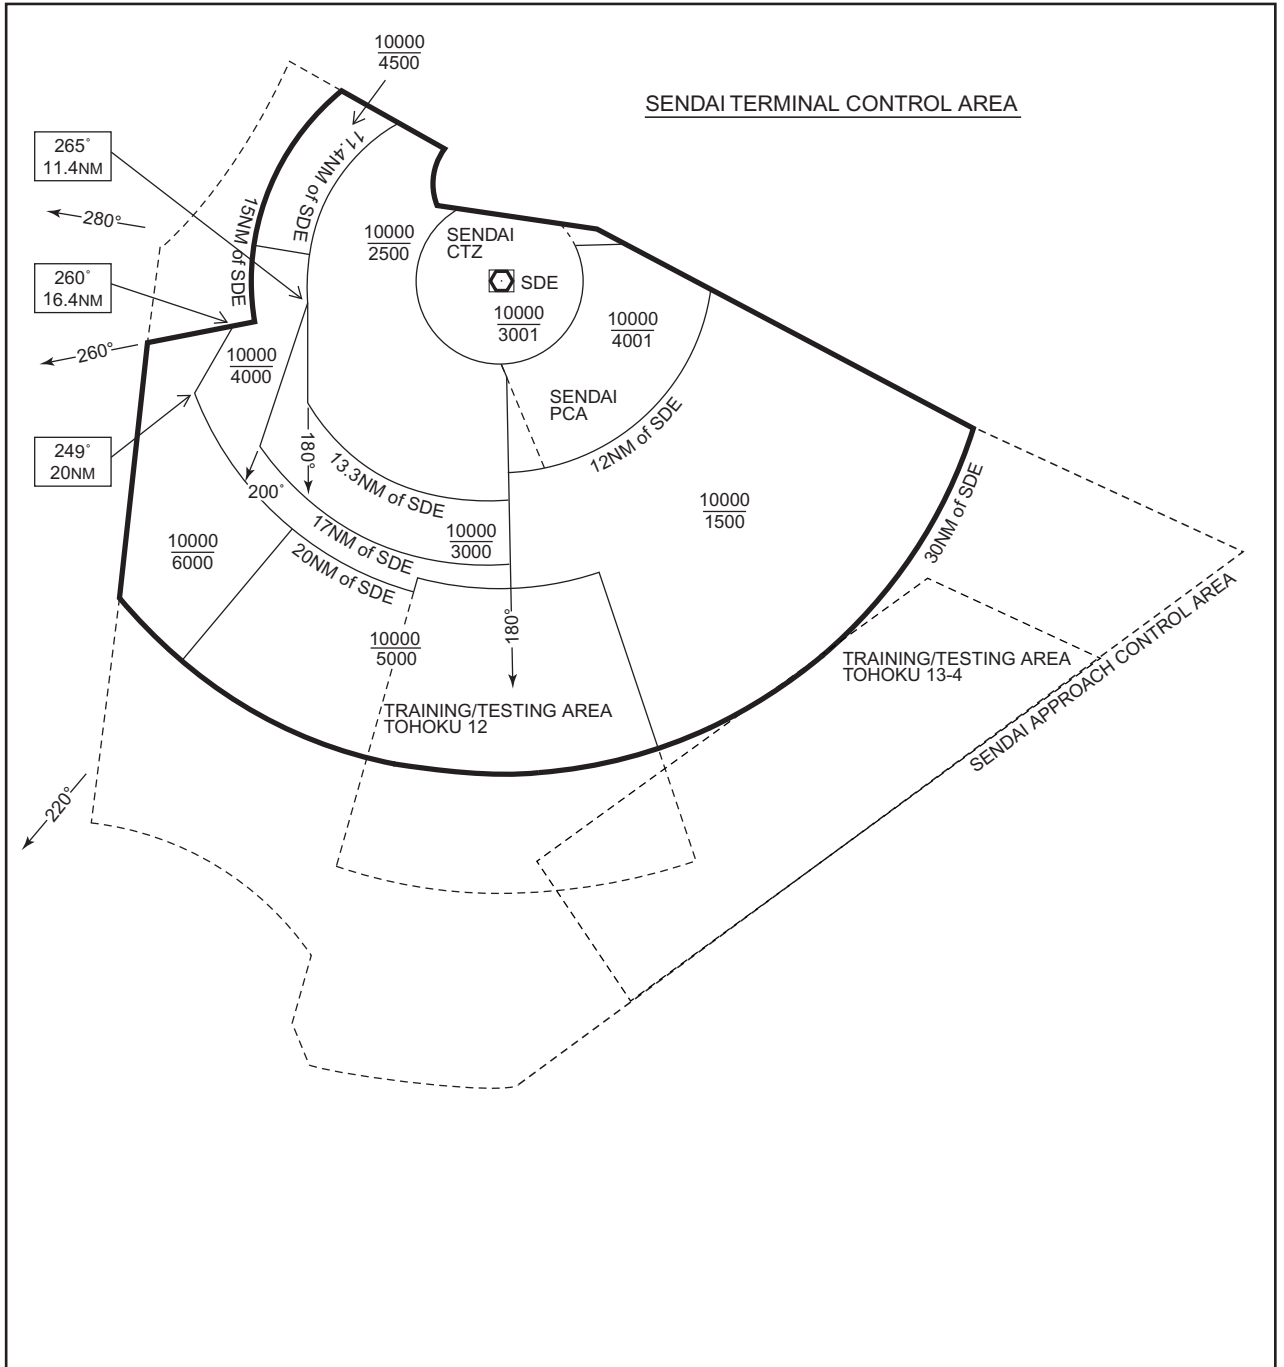 10000
4500
SENDAI TERMINAL CONTROL AREA
265°
11.4NM
11.4NM of SDE
280°
15NM of SDE
10000
2500
SENDAI
CTZ
SDE
260°
16.4NM
10000
3001
10000
4001
260°
10000
4000
SENDAI
PCA
12NM of SDE
249°
20NM
180°
13.3NM of SDE
200°
10000
1500
30NM of SDE
17NM of SDE
10000
3000
10000
6000
20NM of SDE
180°
10000
5000
TRAINING/TESTING AREA
TOHOKU 13-4
SENDAI APPROACH CONTROL AREA
TRAINING/TESTING AREA
TOHOKU 12
220°